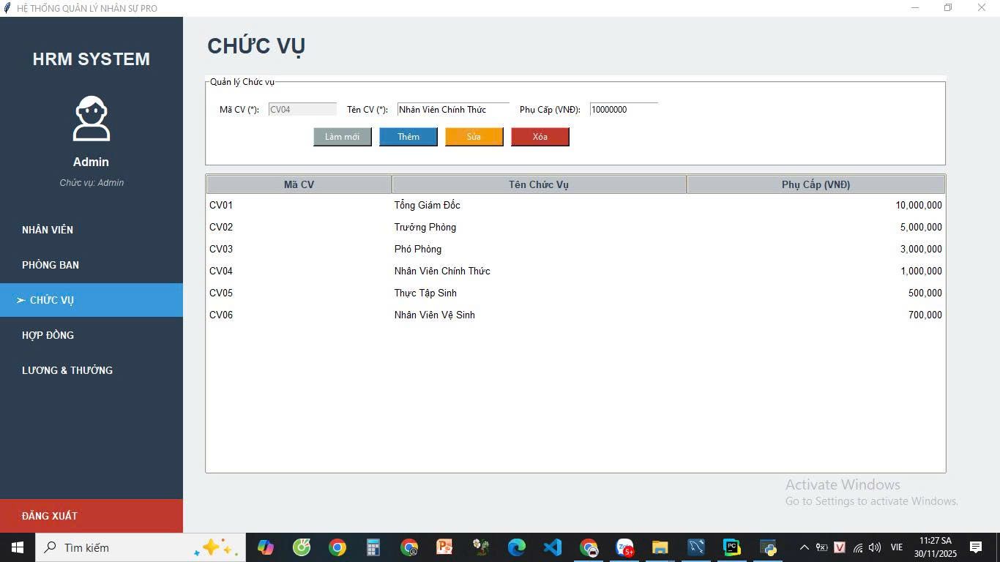 HỆ THỐNG QUẢN LÝ NHÂN SỰ PRO
HRM SYSTEM
Admin
Chức vụ: Admin
NHÂN VIÊN
PHÒNG BAN
➢ CHỨC VỤ
HỢP ĐỒNG
LƯƠNG & THƯỞNG
ĐĂNG XUẤT
CHỨC VỤ
Quản lý Chức vụ
Mã CV (*): CV04 Tên CV (*): Nhân Viên Chính Thức Phụ Cấp (VNĐ): 10000000
Làm mới Thêm Sửa Xóa
Mã CV Tên Chức Vụ Phụ Cấp (VNĐ)
CV01 Tổng Giám Đốc 10,000,000
CV02 Trưởng Phòng 5,000,000
CV03 Phó Phòng 3,000,000
CV04 Nhân Viên Chính Thức 1,000,000
CV05 Thực Tập Sinh 500,000
CV06 Nhân Viên Vệ Sinh 700,000
Activate Windows
Go to Settings to activate Windows.
Tìm kiếm
5+
PC
V
VIE
11:27 SA
30/11/2025